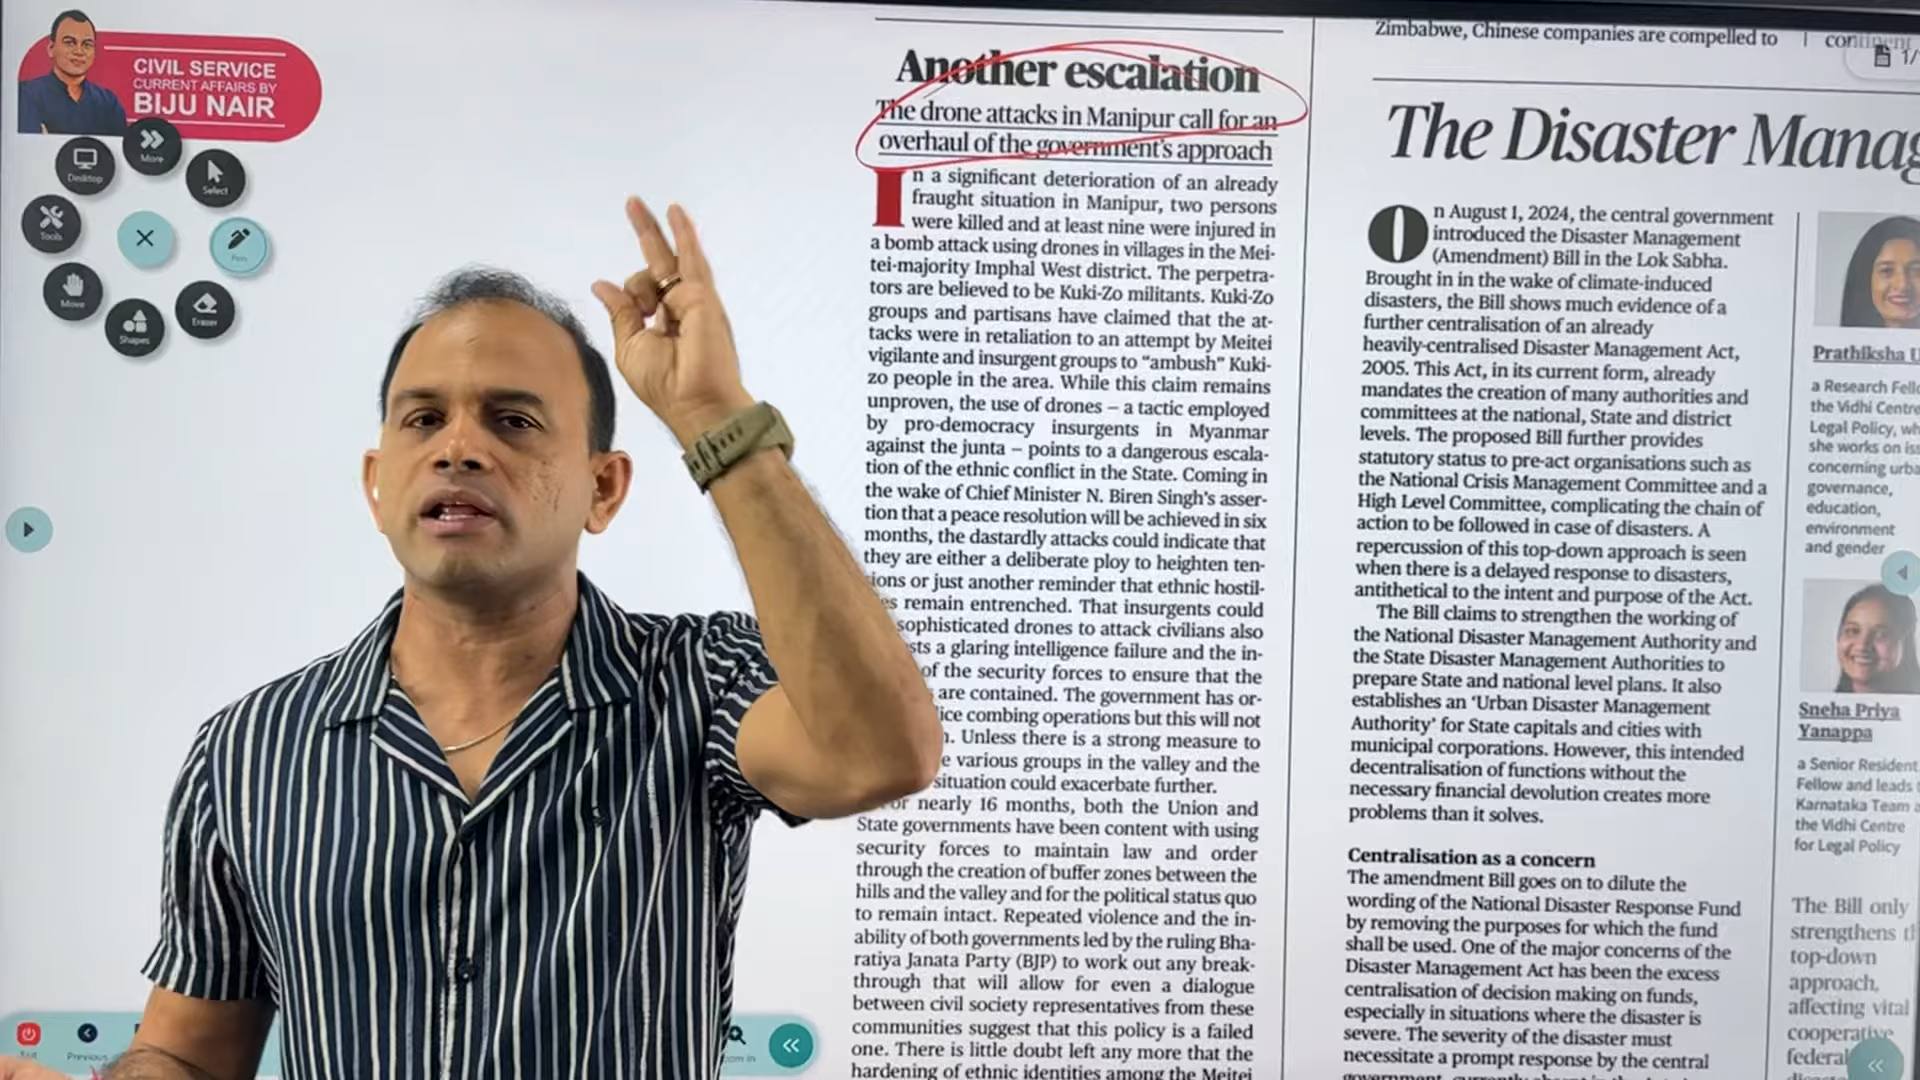 CIVIL SERVICE
CURRENT AFFAIRS BY
BIJU NAIR
More
Desktop
Select
Tools
Pen
Move
Eraser
Shapes
Previous
Another escalation
The drone attacks in Manipur call for an
overhaul of the government's approach
In a significant deterioration of an already
fraught situation in Manipur, two persons
were killed and at least nine were injured in
a bomb attack using drones in villages in the Mei-
tei-majority Imphal West district. The perpetra-
tors are believed to be Kuki-Zo militants. Kuki-Zo
groups and partisans have claimed that the at-
tacks were in retaliation to an attempt by Meitei
vigilante and insurgent groups to “ambush” Kuki-
zo people in the area. While this claim remains
unproven, the use of drones – a tactic employed
by pro-democracy insurgents in Myanmar
against the junta – points to a dangerous escala-
tion of the ethnic conflict in the State. Coming in
the wake of Chief Minister N. Biren Singh's asser-
tion that a peace resolution will be achieved in six
months, the dastardly attacks could indicate that
they are either a deliberate ploy to heighten ten-
sions or just another reminder that ethnic hostil-
es remain entrenched. That insurgents could
sophisticated drones to attack civilians also
sts a glaring intelligence failure and the in-
of the security forces to ensure that the
are contained. The government has or-
ice combing operations but this will not
Unless there is a strong measure to
e various groups in the valley and the
situation could exacerbate further.
or nearly 16 months, both the Union and
State governments have been content with using
security forces to maintain law and order
through the creation of buffer zones between the
hills and the valley and for the political status quo
to remain intact. Repeated violence and the in-
ability of both governments led by the ruling Bha-
ratiya Janata Party (BJP) to work out any break-
through that will allow for even a dialogue
between civil society representatives from these
communities suggest that this policy is a failed
one. There is little doubt left any more that the
hardening of ethnic identities among the Meitei
Zimbabwe, Chinese companies are compelled to
continent
1/
The Disaster Manag
On August 1, 2024, the central government
introduced the Disaster Management
(Amendment) Bill in the Lok Sabha.
Brought in in the wake of climate-induced
disasters, the Bill shows much evidence of a
further centralisation of an already
heavily-centralised Disaster Management Act,
2005. This Act, in its current form, already
mandates the creation of many authorities and
committees at the national, State and district
levels. The proposed Bill further provides
statutory status to pre-act organisations such as
the National Crisis Management Committee and a
High Level Committee, complicating the chain of
action to be followed in case of disasters. A
repercussion of this top-down approach is seen
when there is a delayed response to disasters,
antithetical to the intent and purpose of the Act.
The Bill claims to strengthen the working of
the National Disaster Management Authority and
the State Disaster Management Authorities to
prepare State and national level plans. It also
establishes an ‘Urban Disaster Management
Authority’ for State capitals and cities with
municipal corporations. However, this intended
decentralisation of functions without the
necessary financial devolution creates more
problems than it solves.
Centralisation as a concern
The amendment Bill goes on to dilute the
wording of the National Disaster Response Fund
by removing the purposes for which the fund
shall be used. One of the major concerns of the
Disaster Management Act has been the excess
centralisation of decision making on funds,
especially in situations where the disaster is
severe. The severity of the disaster must
necessitate a prompt response by the central
Prathiksha U
a Research Fello
the Vidhi Centre
Legal Policy, wh
she works on iss
concerning urba
governance,
education,
environment
and gender
Sneha Priya
Yanappa
a Senior Resident
Fellow and leads t
Karnataka Team a
the Vidhi Centre
for Legal Policy
The Bill only
strengthens th
top-down
approach,
affecting vital
cooperative
federal